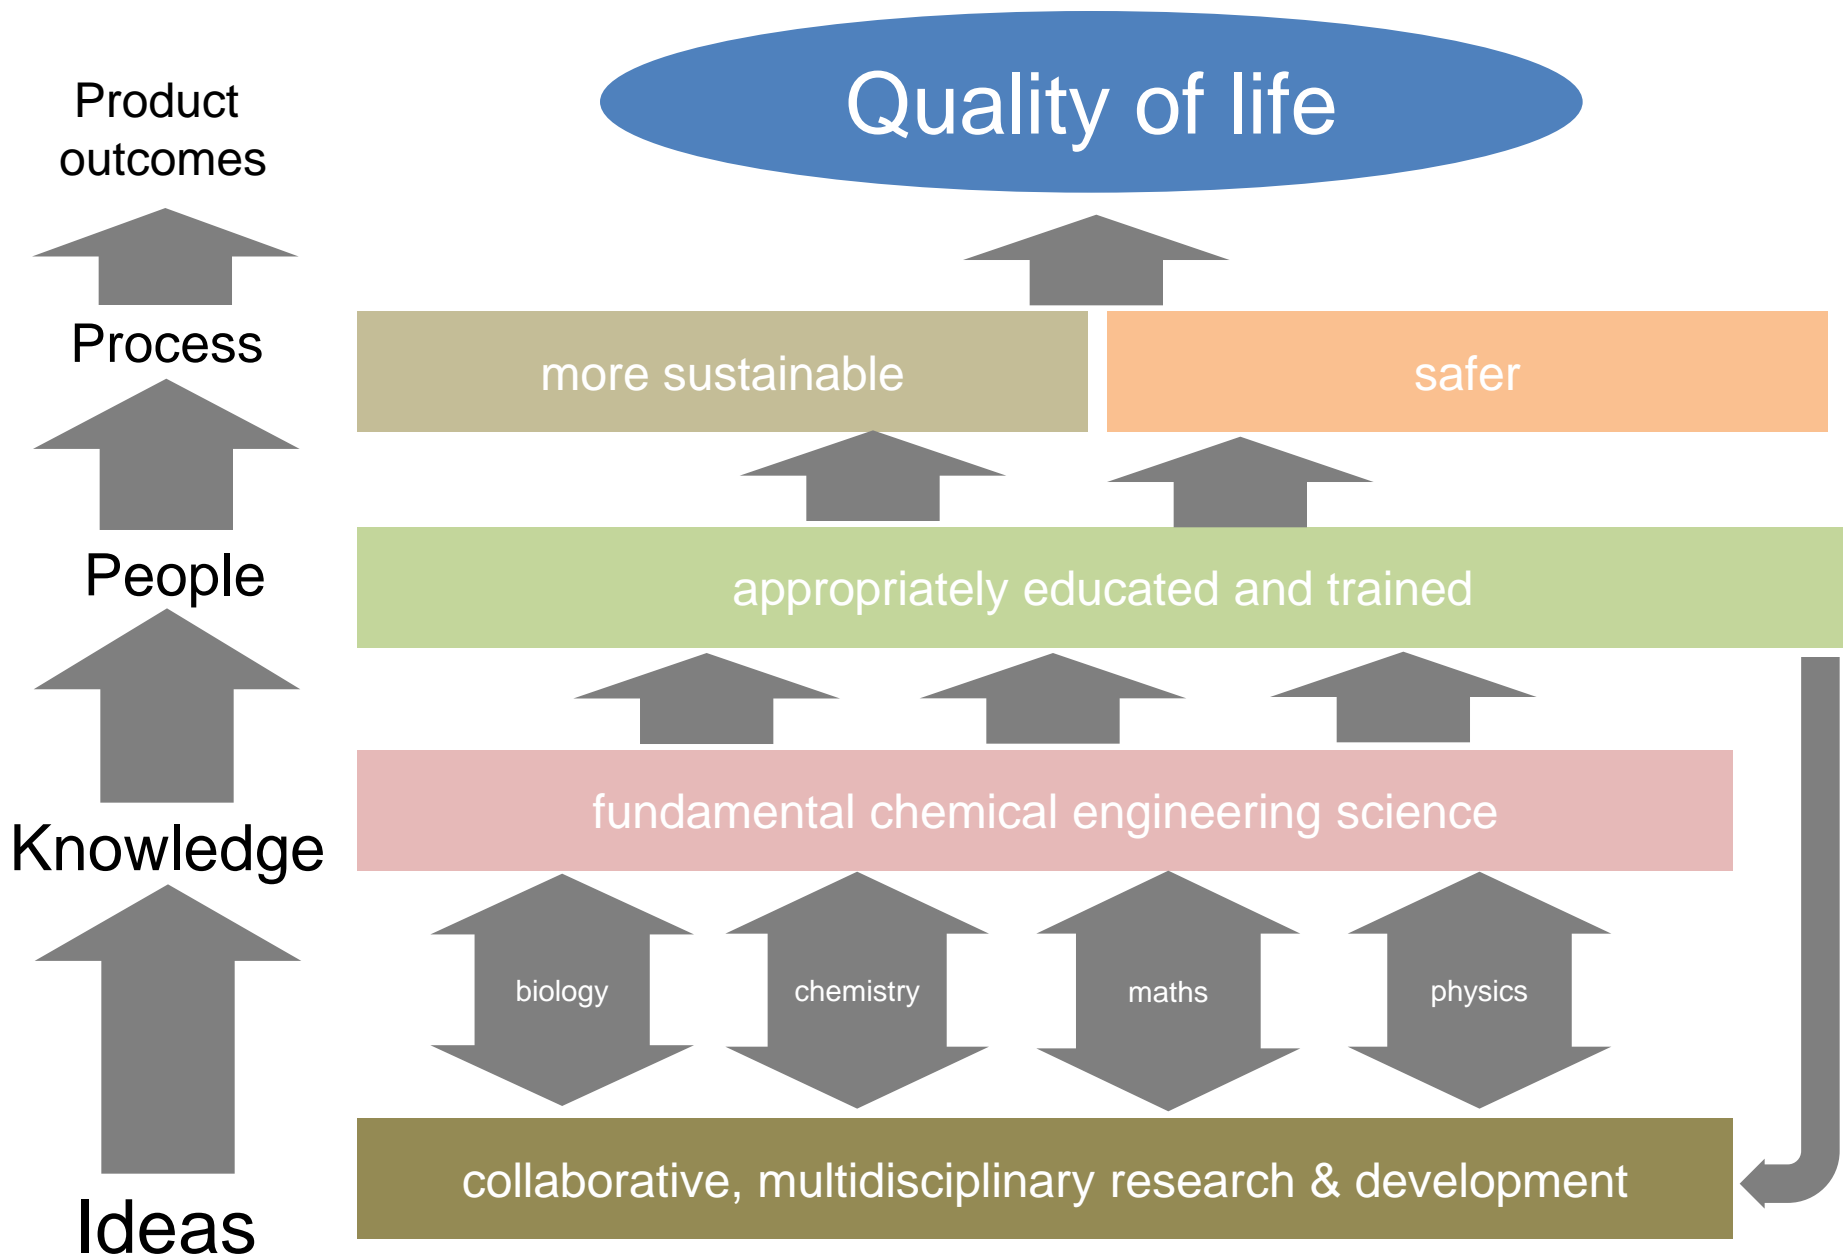 Quality of life
Product
outcomes
Process
more sustainable
safer
People
appropriately educated and trained
Knowledge
fundamental chemical engineering science
biology
chemistry
maths
physics
Ideas
collaborative, multidisciplinary research & development